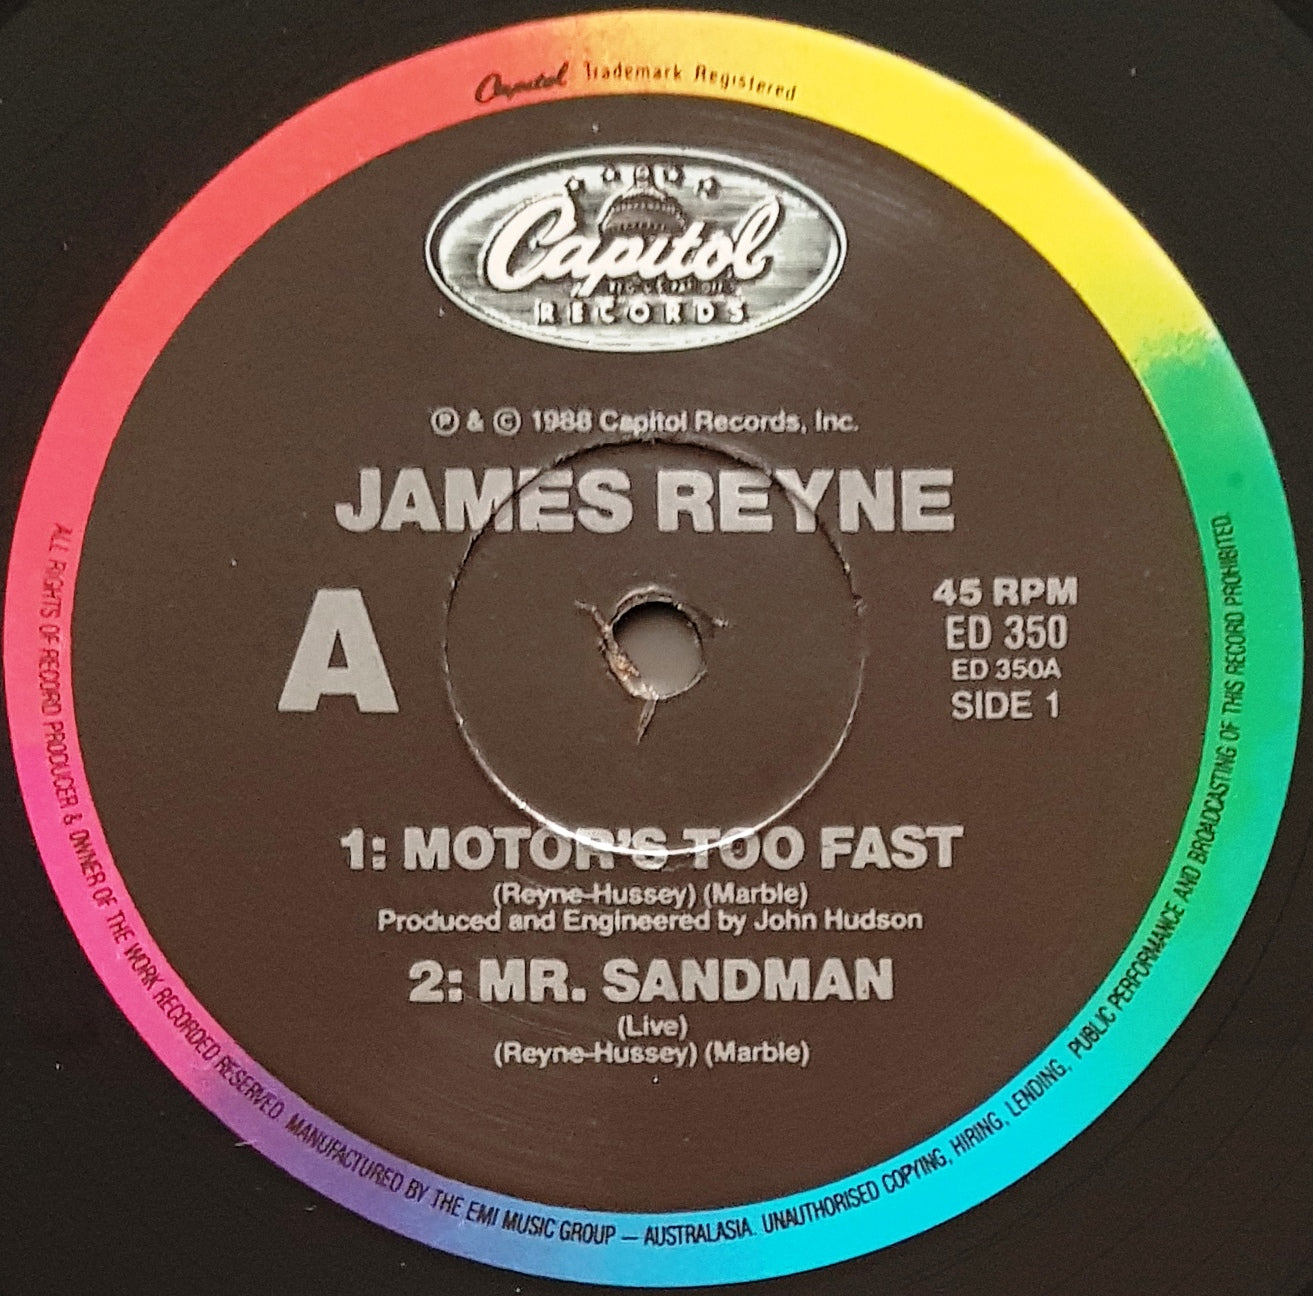 Capitol Trademark Registered
Capitol
RECORDS
℗ & © 1988 Capitol Records, Inc.
JAMES REYNE
A
45 RPM
ED 350
ED 350A
SIDE 1
1: MOTOR'S TOO FAST
(Reyne-Hussey) (Marble)
Produced and Engineered by John Hudson
2: MR. SANDMAN
(Live)
(Reyne-Hussey) (Marble)
ALL RIGHTS OF RECORD PRODUCER & OWNER OF THE WORK RECORDED RESERVED. MANUFACTURED BY THE EMI MUSIC GROUP — AUSTRALASIA. UNAUTHORISED COPYING, HIRING, LENDING, PUBLIC PERFORMANCE AND BROADCASTING OF THIS RECORD PROHIBITED.